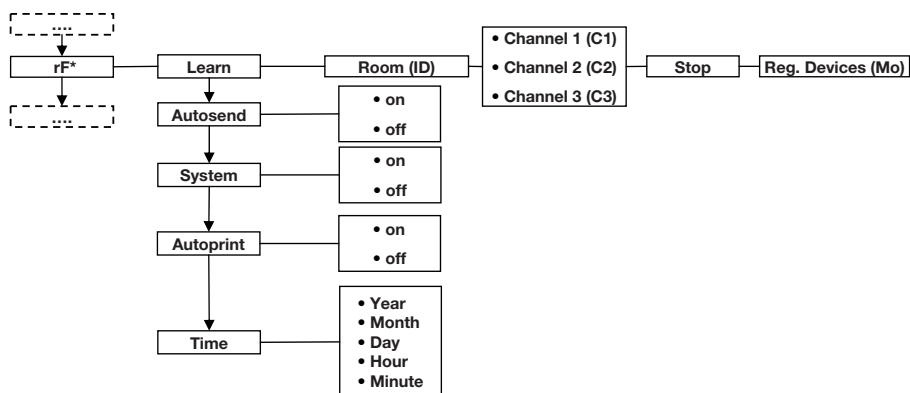 ....
rF*
....
Learn
Room (ID)
• Channel 1 (C1)
• Channel 2 (C2)
• Channel 3 (C3)
Stop
Reg. Devices (Mo)
Autosend
• on
• off
System
• on
• off
Autoprint
• on
• off
Time
• Year
• Month
• Day
• Hour
• Minute